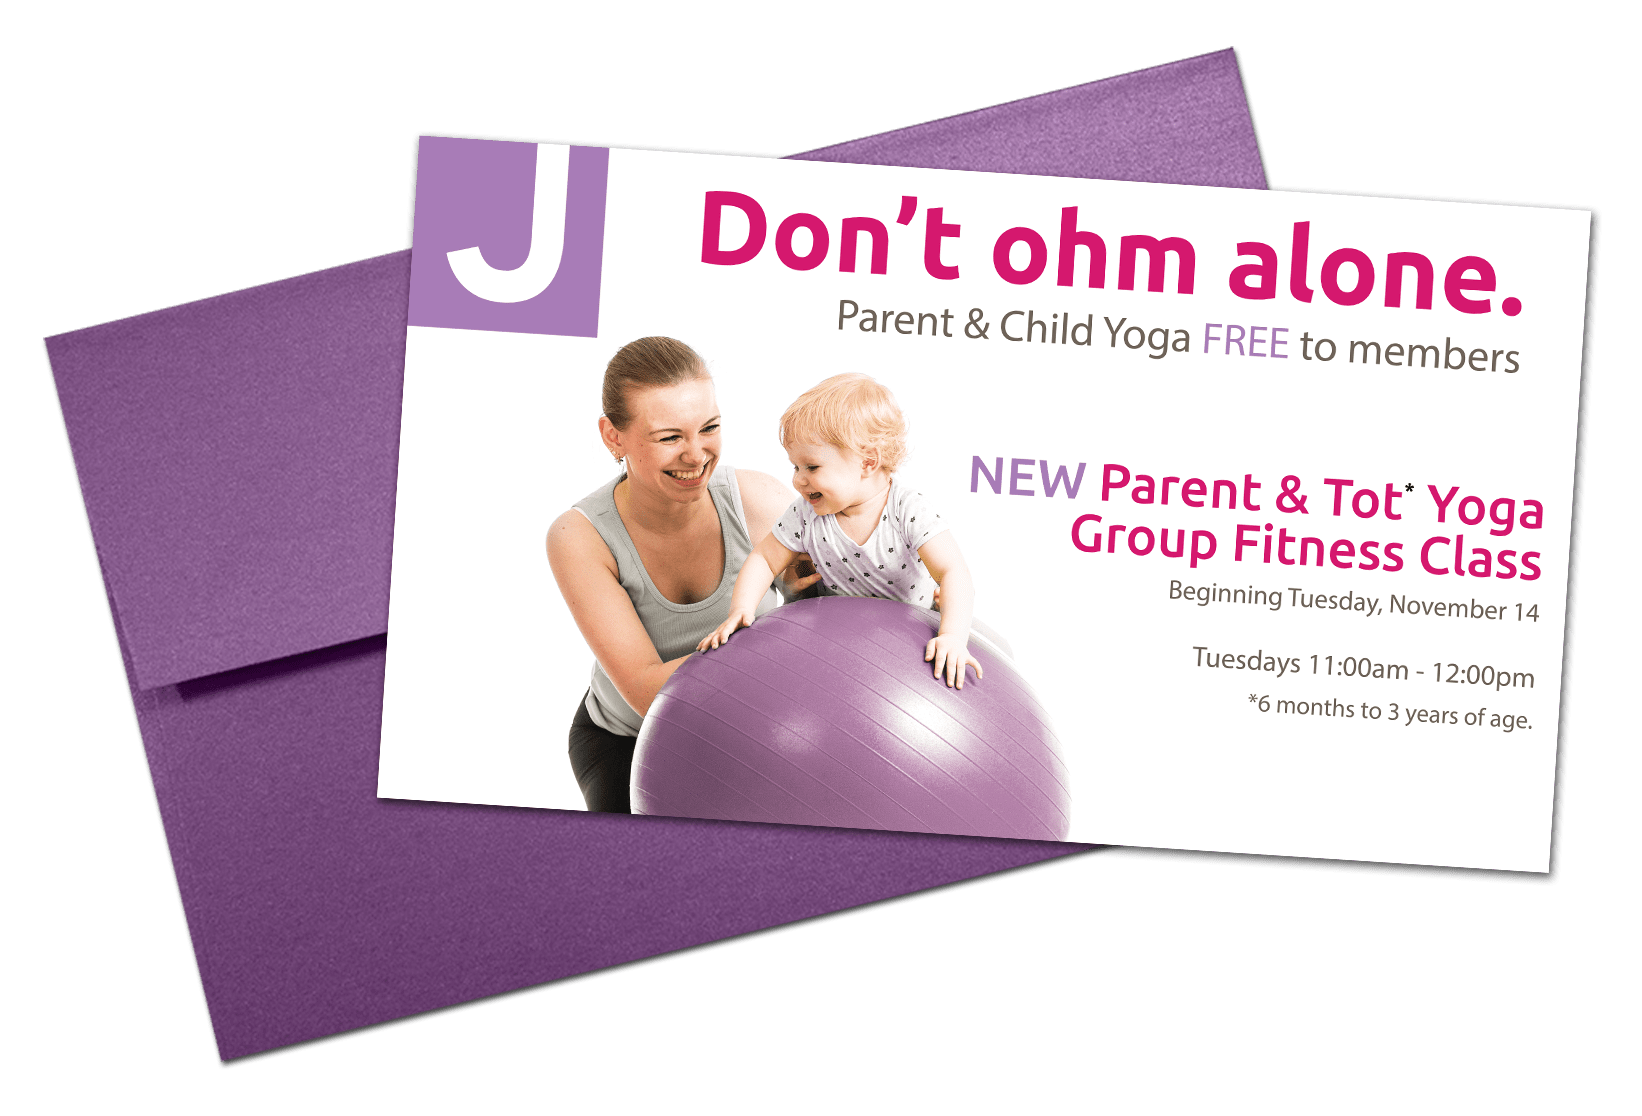 J
Don't ohm alone.
Parent & Child Yoga FREE to members
NEW Parent & Tot* Yoga
Group Fitness Class
Beginning Tuesday, November 14
Tuesdays 11:00am - 12:00pm
*6 months to 3 years of age.